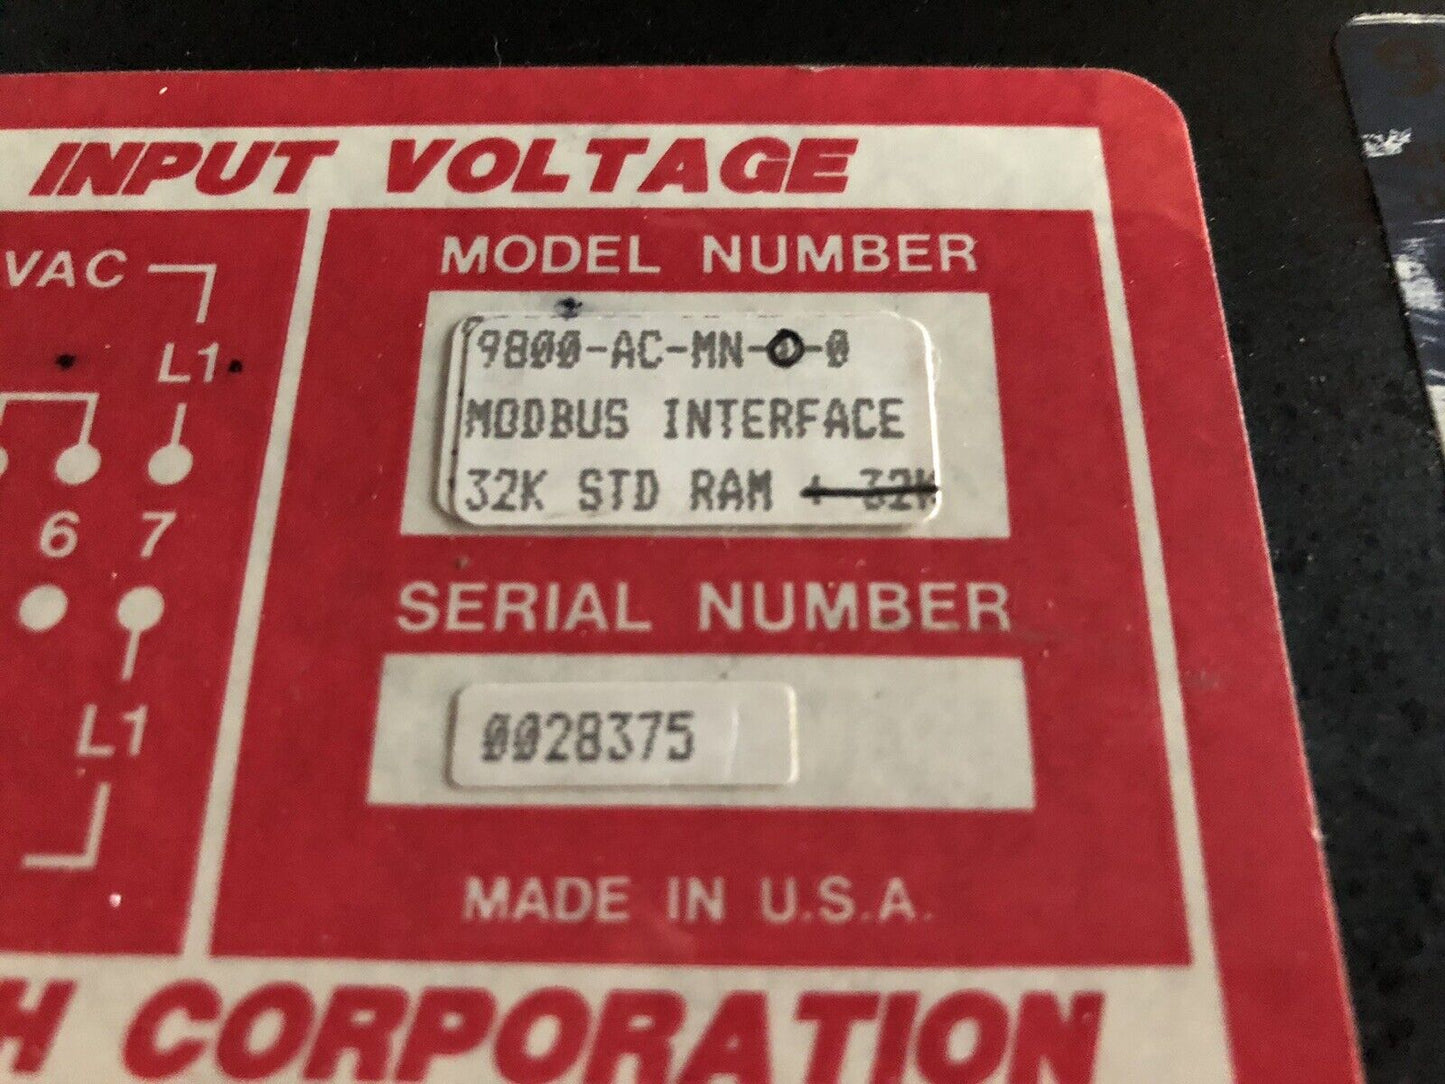 INPUT VOLTAGE
VAC
L1
6 7
L1
MODEL NUMBER
9800-AC-MN-0-0
MODBUS INTERFACE
32K STD RAM + 32K
SERIAL NUMBER
0028375
MADE IN U.S.A.
H CORPORATION